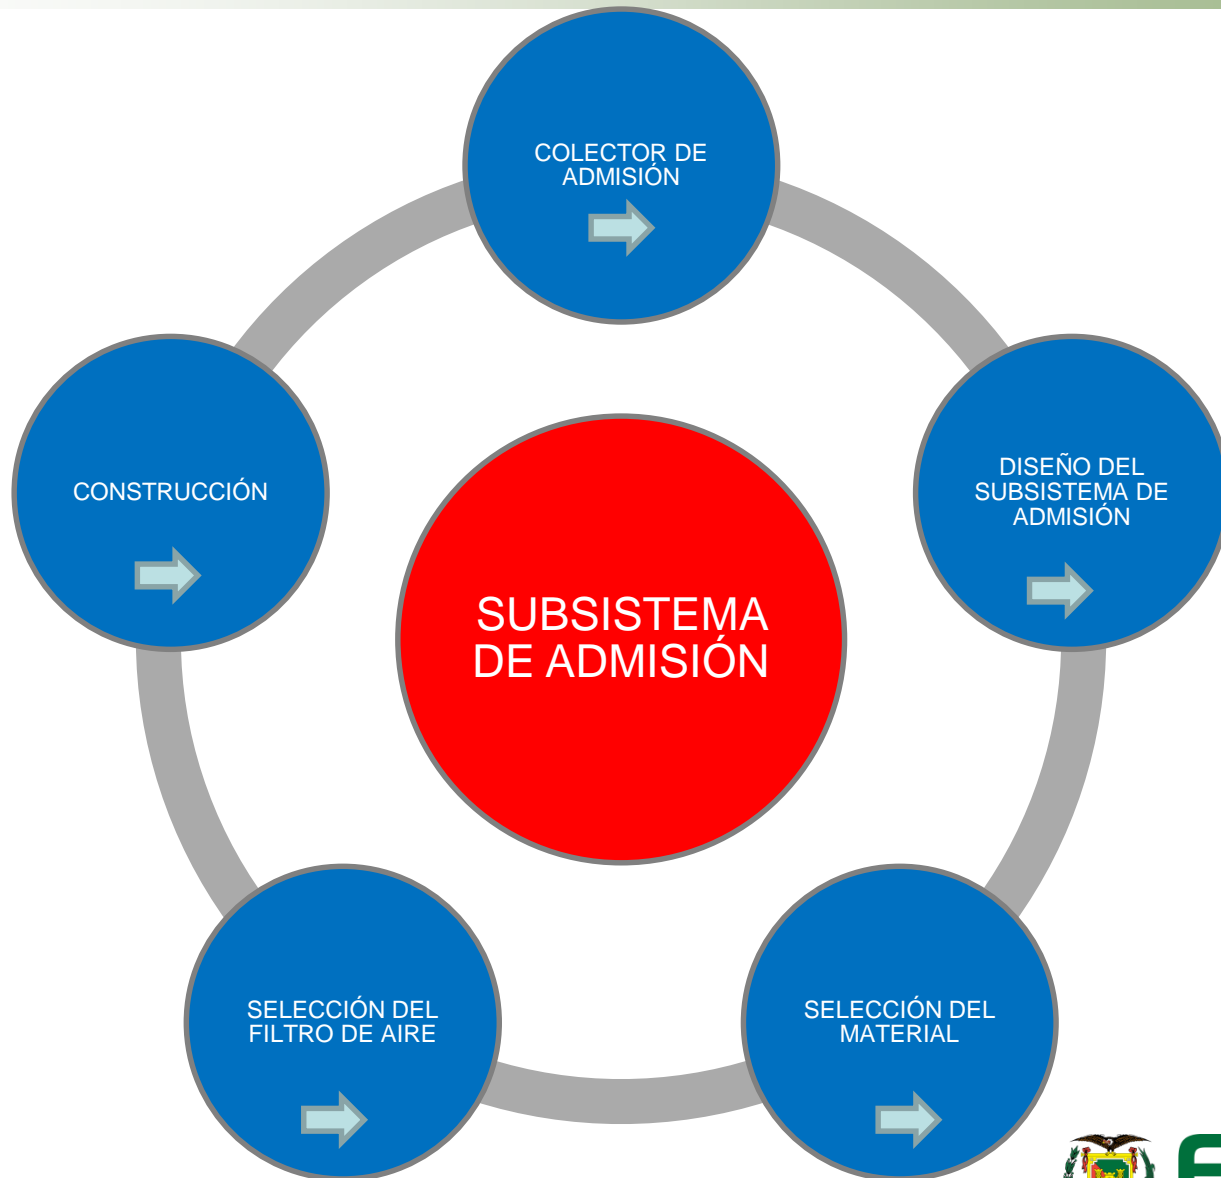 COLECTOR DE
ADMISIÓN
DISEÑO DEL
SUBSISTEMA DE
ADMISIÓN
CONSTRUCCIÓN
SUBSISTEMA
DE ADMISIÓN
SELECCIÓN DEL
FILTRO DE AIRE
SELECCIÓN DEL
MATERIAL